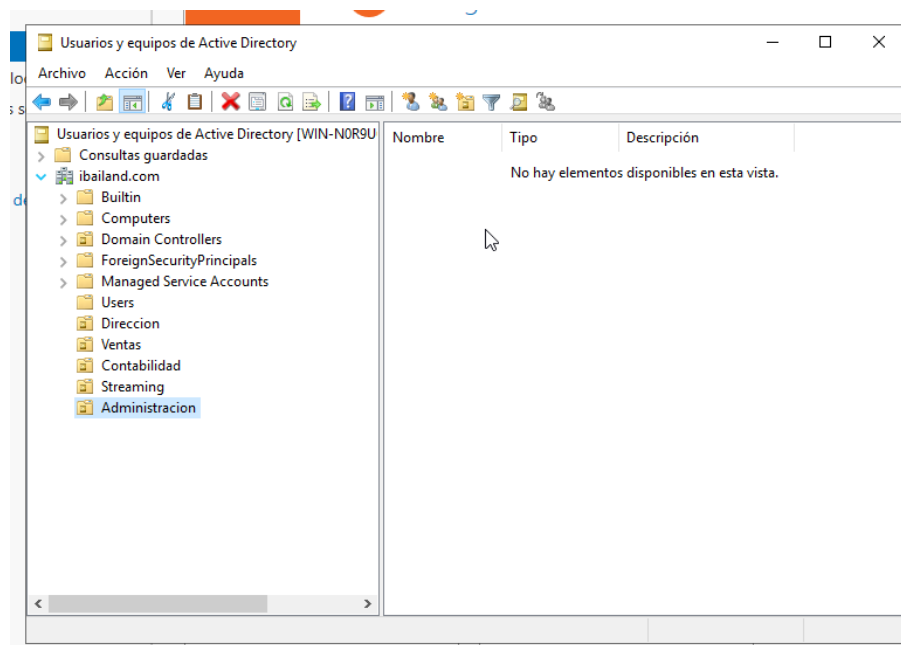 Usuarios y equipos de Active Directory
Archivo Acción Ver Ayuda
Usuarios y equipos de Active Directory [WIN-N0R9U
Nombre Tipo Descripción
No hay elementos disponibles en esta vista.
Consultas guardadas
ibailand.com
Builtin
Computers
Domain Controllers
ForeignSecurityPrincipals
Managed Service Accounts
Users
Direccion
Ventas
Contabilidad
Streaming
Administracion